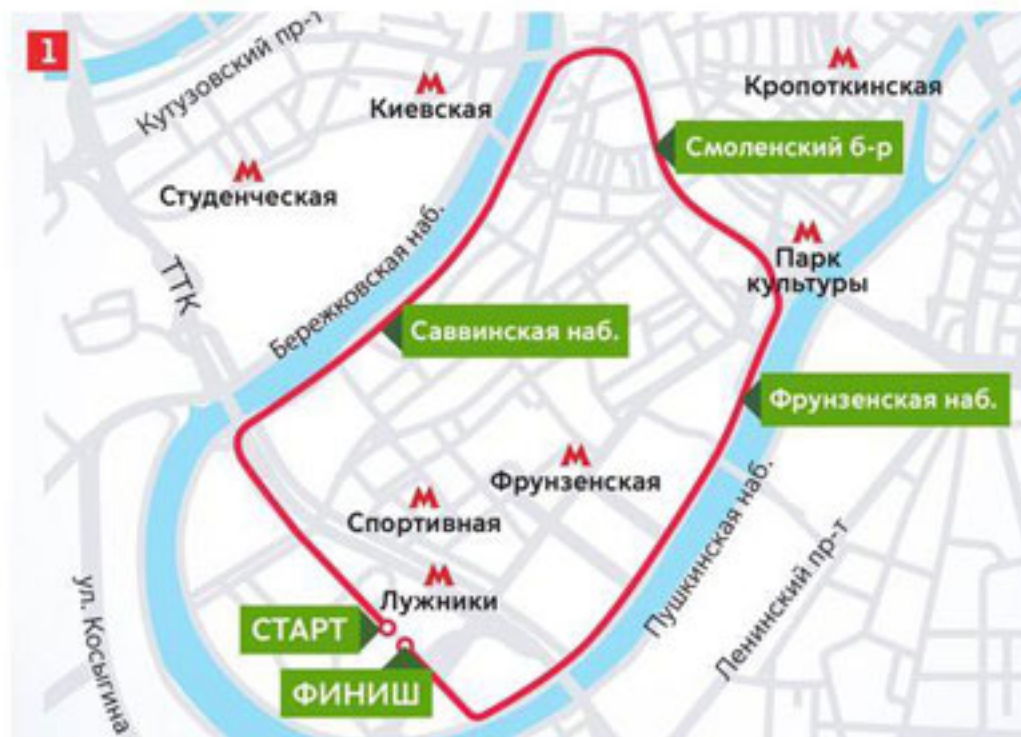 1
Кутузовский пр-т
М
Киевская
М
Кропоткинская
Смоленский б-р
М
Студенческая
ТТК
Бережковская наб.
М
Парк
культуры
Саввинская наб.
Фрунзенская наб.
М
Фрунзенская
М
Спортивная
Пушкинская наб.
Ленинский пр-т
М
Лужники
ул. Косыгина
СТАРТ
ФИНИШ